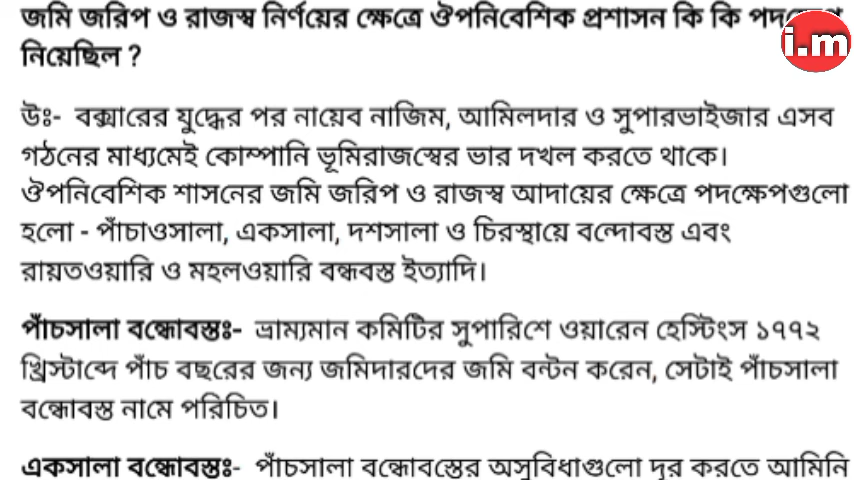 জমি জরিপ ও রাজস্ব নির্ণয়ের ক্ষেত্রে ঔপনিবেশিক প্রশাসন কি কি
নিয়েছিল ?
i.m
উঃ- বক্সারের যুদ্ধের পর নায়েব নাজিম, আমিলদার ও সুপারভাইজার এসব
গঠনের মাধ্যমেই কোম্পানি ভূমিরাজস্বের ভার দখল করতে থাকে।
ঔপনিবেশিক শাসনের জমি জরিপ ও রাজস্ব আদায়ের ক্ষেত্রে পদক্ষেপগুলো
হলো - পাঁচাওসালা, একসালা, দশসালা ও চিরস্থায়ে বন্দোবস্ত এবং
রায়তওয়ারি ও মহলওয়ারি বন্ধবস্ত ইত্যাদি।
পাঁচসালা বন্ধোবস্তঃ- ভ্রাম্যমান কমিটির সুপারিশে ওয়ারেন হেস্টিংস ১৭৭২
খ্রিস্টাব্দে পাঁচ বছরের জন্য জমিদারদের জমি বন্টন করেন, সেটাই পাঁচসালা
বন্ধোবস্ত নামে পরিচিত।
একসালা বন্ধোবস্তঃ- পাঁচসালা বন্ধোবস্তের অসুবিধাগুলো দূর করতে আমিনি